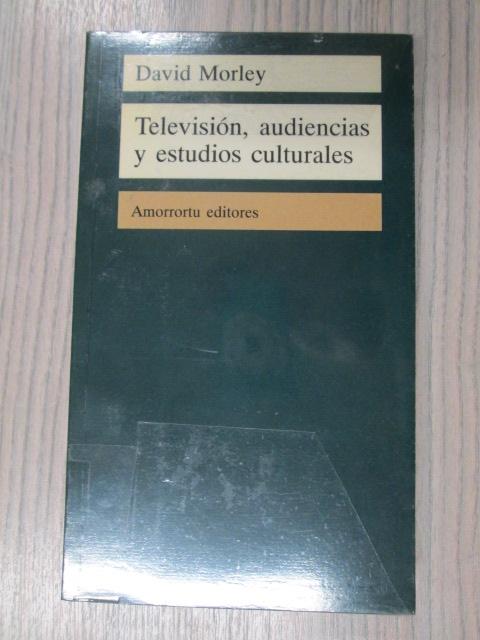 David Morley
Televisión, audiencias
y estudios culturales
Amorrortu editores